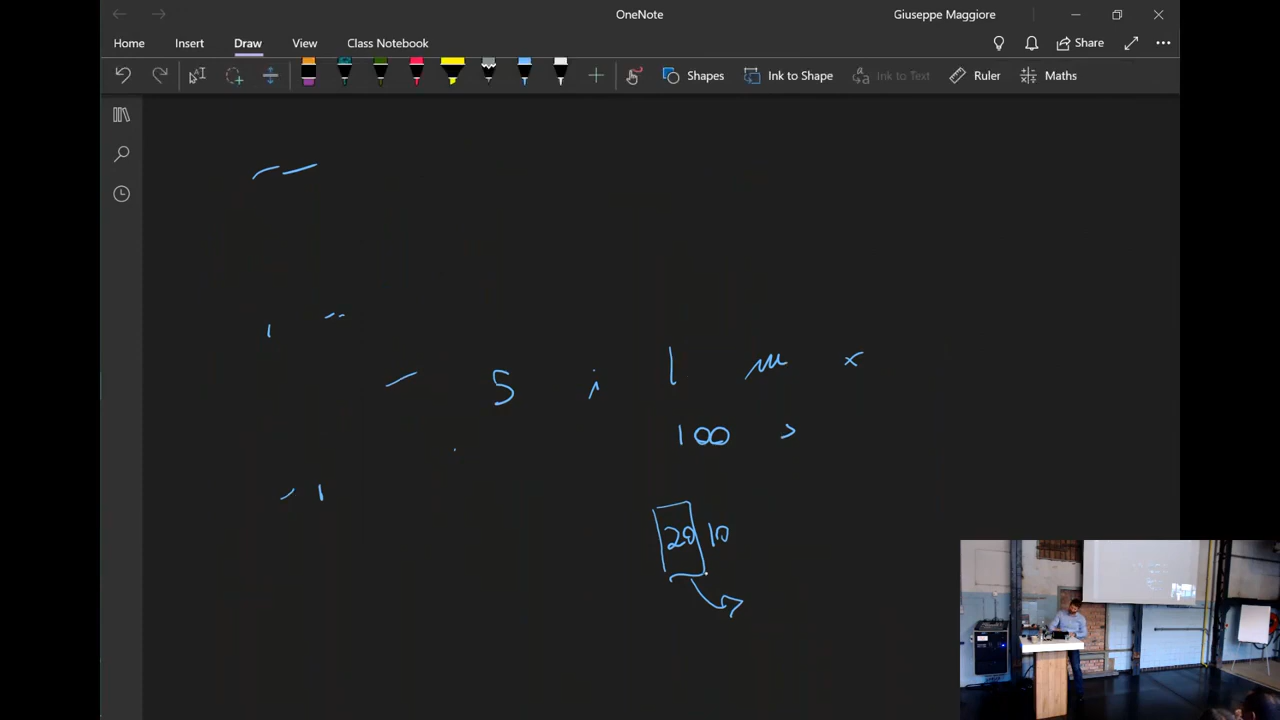 OneNote
Giuseppe Maggiore
Home Insert Draw View Class Notebook
Share
Shapes
Ink to Shape
Ink to Text
Ruler
Maths
5 i l m x
100 >
20 10